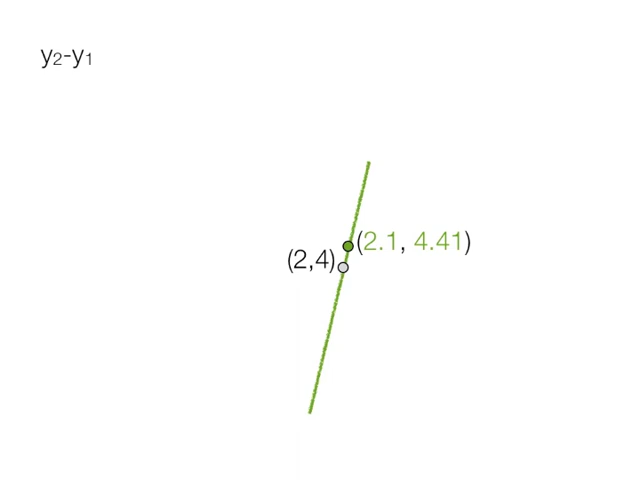 y₂-y₁
(2.1, 4.41)
(2,4)